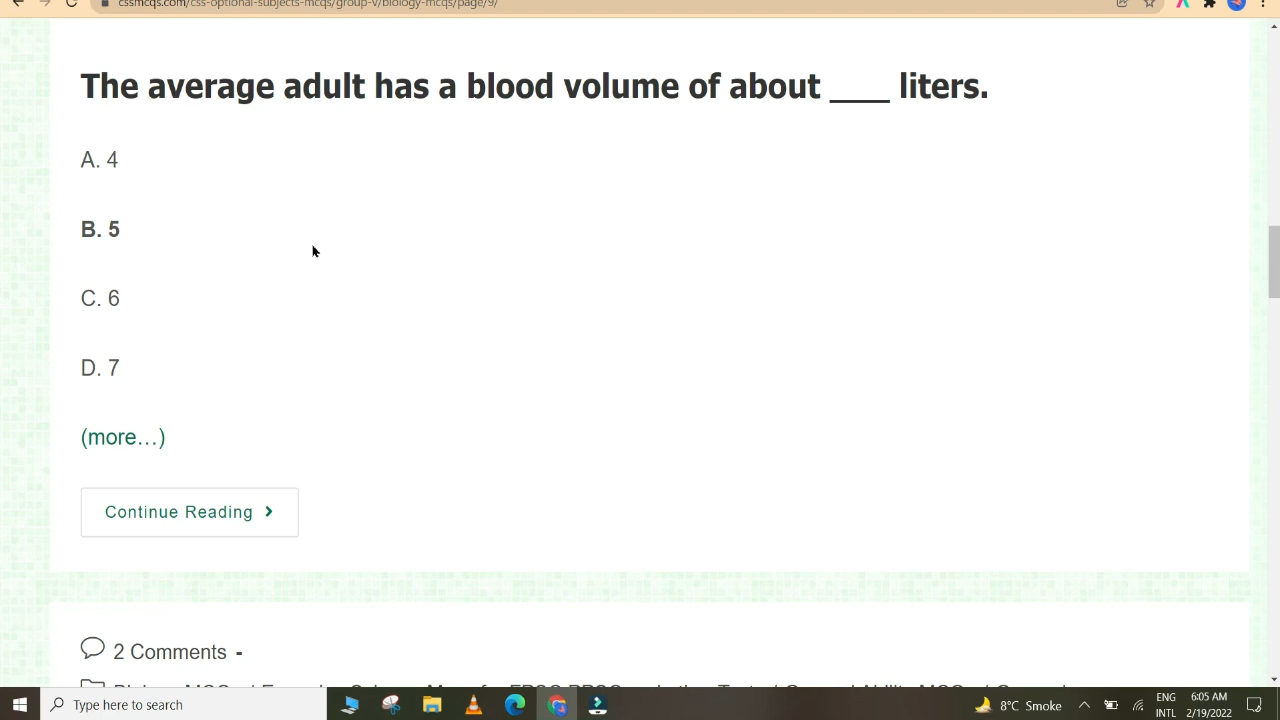 cssmcqs.com/css-optional-subjects-mcqs/group-v/biology-mcqs/page/9/
The average adult has a blood volume of about ____ liters.
A. 4
B. 5
C. 6
D. 7
(more...)
Continue Reading
2 Comments -
Type here to search
8°C Smoke
ENG
INTL
6:05 AM
2/19/2022